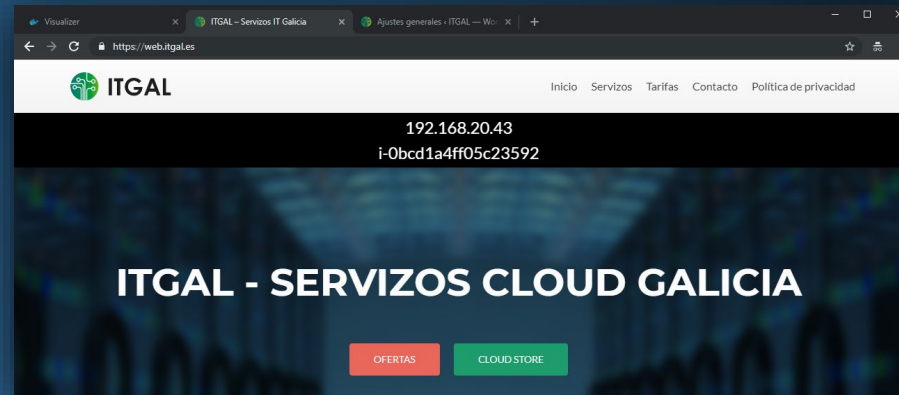 Visualizer
ITGAL – Servizos IT Galicia
Ajustes generales ‹ ITGAL — Wo
https://web.itgal.es
ITGAL
Inicio Servizos Tarifas Contacto Política de privacidad
192.168.20.43
i-0bcd1a4ff05c23592
ITGAL - SERVIZOS CLOUD GALICIA
OFERTAS CLOUD STORE